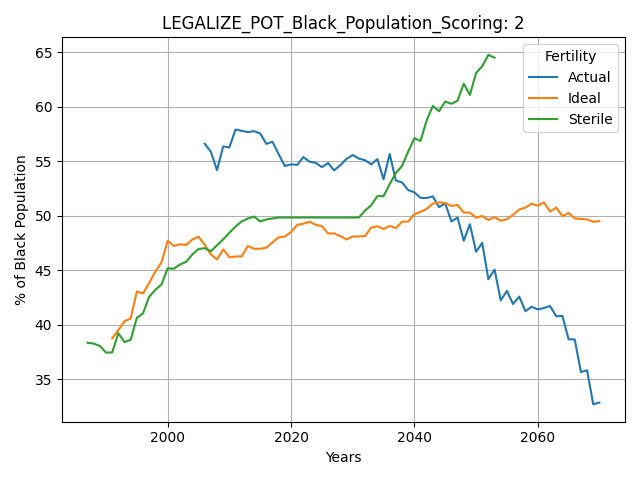 LEGALIZE_POT_Black_Population_Scoring: 2
Fertility
Actual
Ideal
Sterile
% of Black Population
65
60
55
50
45
40
35
2000
2020
2040
2060
Years